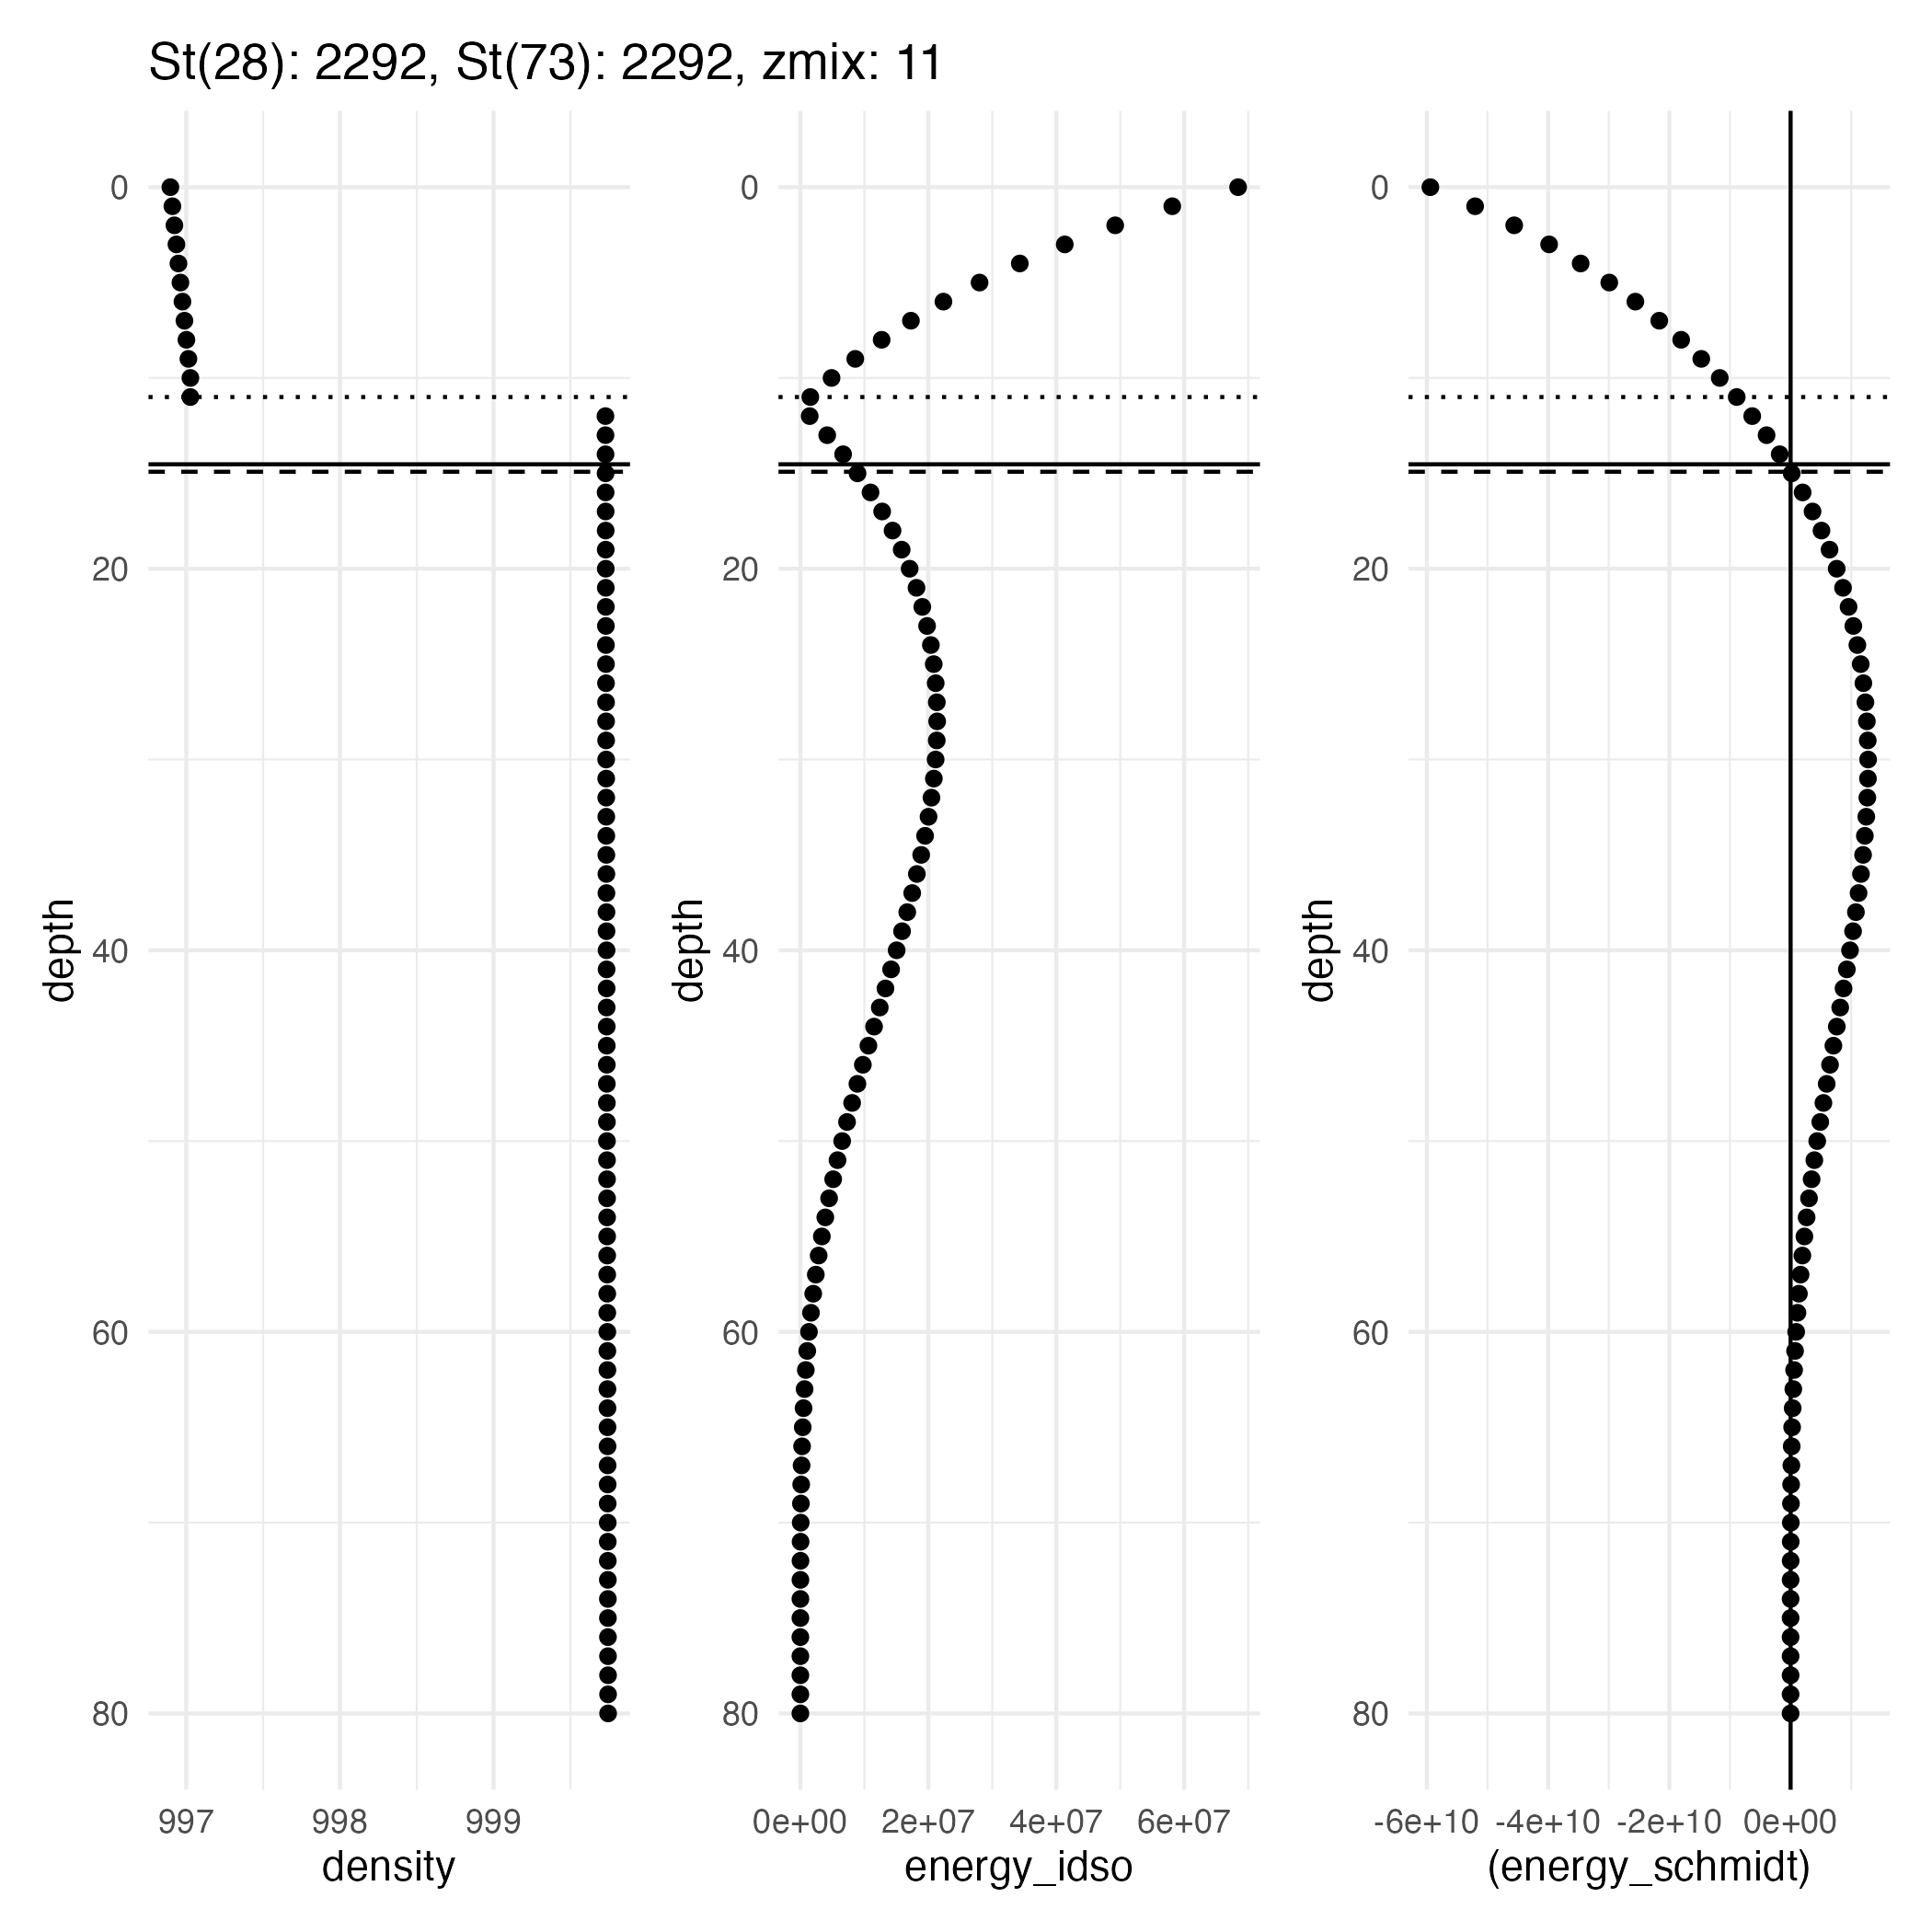 St(28): 2292, St(73): 2292, zmix: 11
0
20
40
60
80
depth
997
998
999
density
0
20
40
60
80
depth
0e+00
2e+07
4e+07
6e+07
energy_idso
0
20
40
60
80
depth
-6e+10
-4e+10
-2e+10
0e+00
(energy_schmidt)